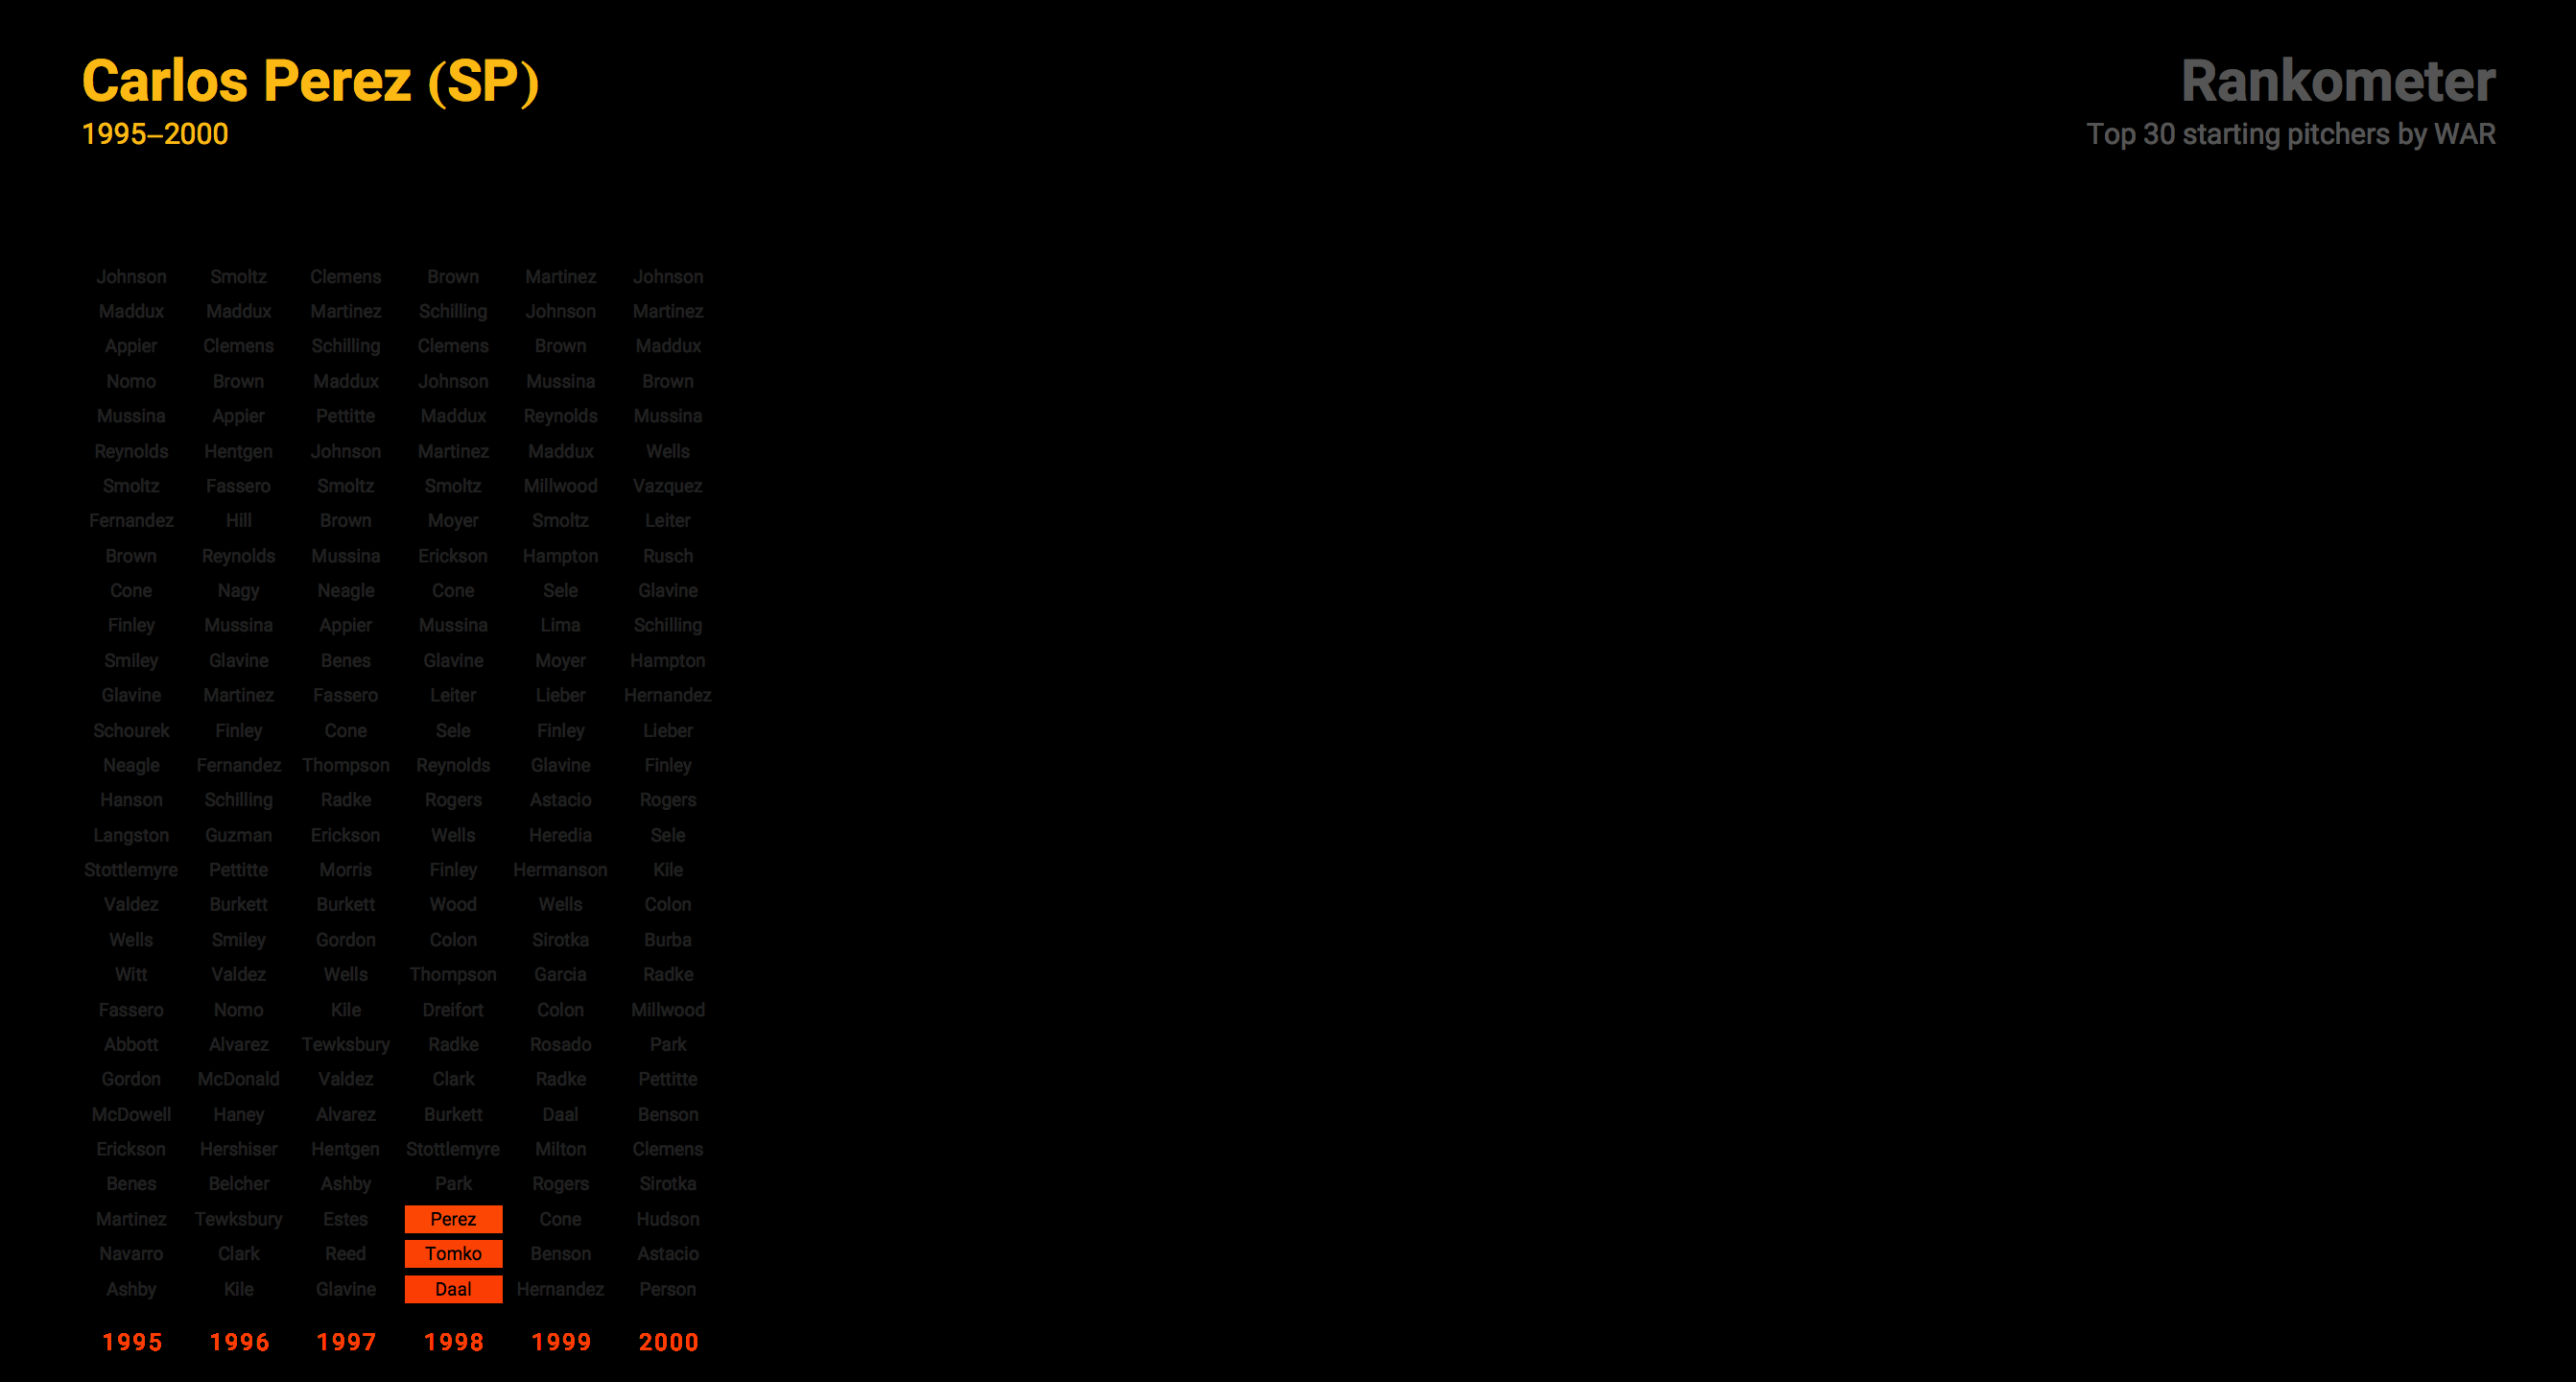 Carlos Perez (SP)
1995–2000
Rankometer
Top 30 starting pitchers by WAR
Johnson Smoltz Clemens Brown Martinez Johnson
Maddux Maddux Martinez Schilling Johnson Martinez
Appier Clemens Schilling Clemens Brown Maddux
Nomo Brown Maddux Johnson Mussina Brown
Mussina Appier Pettitte Maddux Reynolds Mussina
Reynolds Hentgen Johnson Martinez Maddux Wells
Smoltz Fassero Smoltz Smoltz Millwood Vazquez
Fernandez Hill Brown Moyer Smoltz Leiter
Brown Reynolds Mussina Erickson Hampton Rusch
Cone Nagy Neagle Cone Sele Glavine
Finley Mussina Appier Mussina Lima Schilling
Smiley Glavine Benes Glavine Moyer Hampton
Glavine Martinez Fassero Leiter Lieber Hernandez
Schourek Finley Cone Sele Finley Lieber
Neagle Fernandez Thompson Reynolds Glavine Finley
Hanson Schilling Radke Rogers Astacio Rogers
Langston Guzman Erickson Wells Heredia Sele
Stottlemyre Pettitte Morris Finley Hermanson Kile
Valdez Burkett Burkett Wood Wells Colon
Wells Smiley Gordon Colon Sirotka Burba
Witt Valdez Wells Thompson Garcia Radke
Fassero Nomo Kile Dreifort Colon Millwood
Abbott Alvarez Tewksbury Radke Rosado Park
Gordon McDonald Valdez Clark Radke Pettitte
McDowell Haney Alvarez Burkett Daal Benson
Erickson Hershiser Hentgen Stottlemyre Milton Clemens
Benes Belcher Ashby Park Rogers Sirotka
Martinez Tewksbury Estes Perez Cone Hudson
Navarro Clark Reed Tomko Benson Astacio
Ashby Kile Glavine Daal Hernandez Person
1995 1996 1997 1998 1999 2000